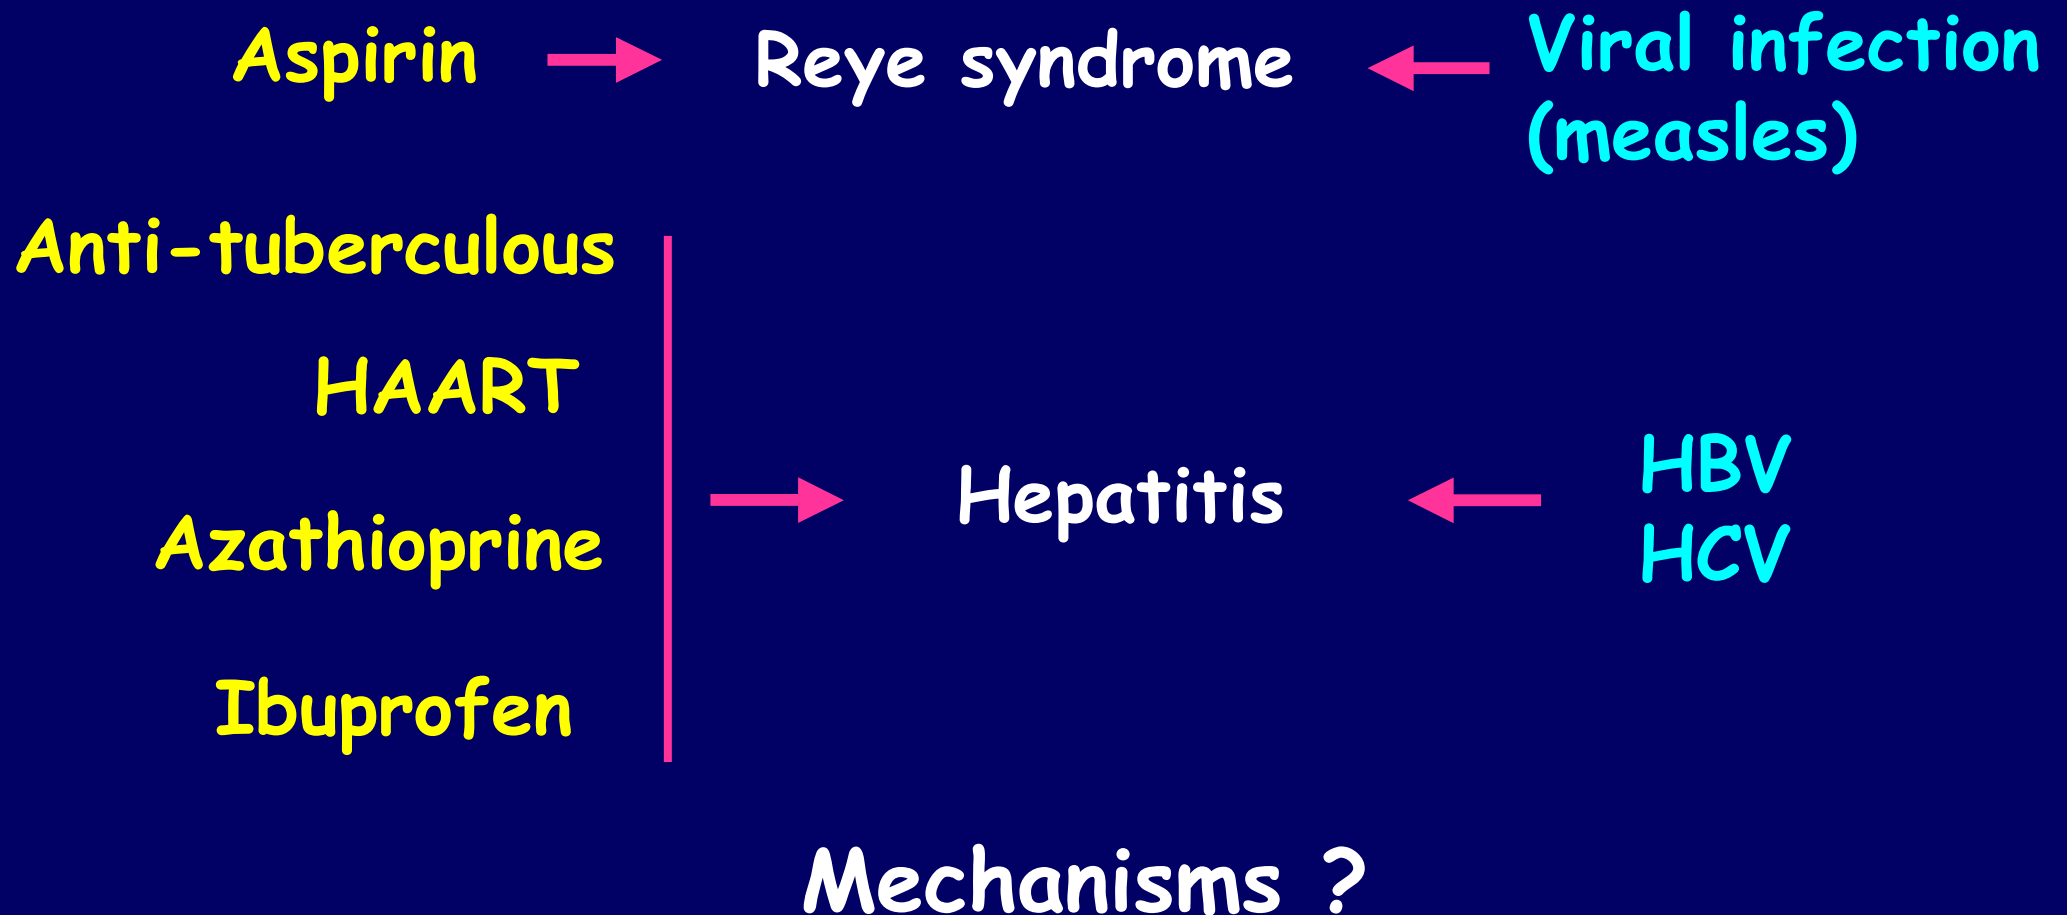 Aspirin
Reye syndrome
Viral infection
(measles)
Anti-tuberculous
HAART
Azathioprine
Ibuprofen
Hepatitis
HBV
HCV
Mechanisms ?